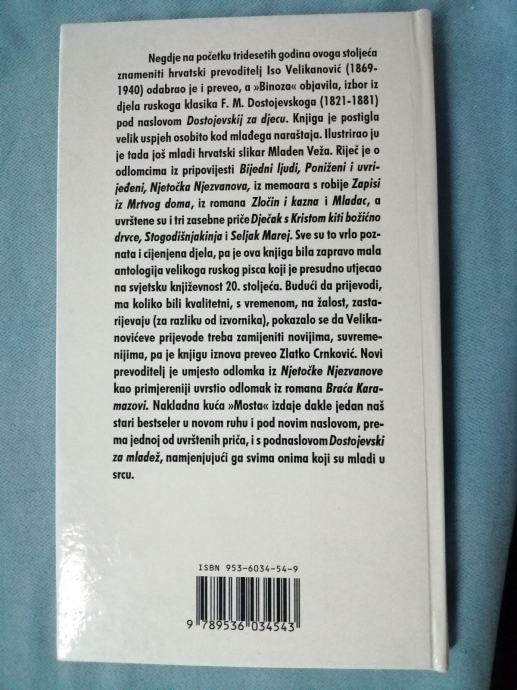 Negdje na početku tridesetih godina ovoga stoljeća
znameniti hrvatski prevoditelj Iso Velikanović (1869-
1940) odabrao je i preveo, a »Binoza« objavila, izbor iz
djela ruskoga klasika F. M. Dostojevskoga (1821-1881)
pod naslovom Dostojevskij za djecu. Knjiga je postigla
velik uspjeh osobito kod mlađega naraštaja. Ilustrirao ju
je tada još mladi hrvatski slikar Mladen Veža. Riječ je o
odlomcima iz pripovijesti Bijedni ljudi, Poniženi i uvri-
jeđeni, Njetočka Njezvanova, iz memoara s robije Zapisi
iz Mrtvog doma, iz romana Zločin i kazna i Mladac, a
uvrštene su i tri zasebne priče Dječak s Kristom kiti božićno
drvce, Stogodišnjakinja i Seljak Marej. Sve su to vrlo poz-
nata i cijenjena djela, pa je ova knjiga bila zapravo mala
antologija velikoga ruskog pisca koji je presudno utjecao
na svjetsku književnost 20. stoljeća. Budući da prijevodi,
ma koliko bili kvalitetni, s vremenom, na žalost, zasta-
rijevaju (za razliku od izvornika), pokazalo se da Velika-
novićeve prijevode treba zamijeniti novijima, suvreme-
nijima, pa je knjigu iznova preveo Zlatko Crnković. Novi
prevoditelj je umjesto odlomka iz Njetočke Njezvanove
kao primjereniji uvrstio odlomak iz romana Braća Kara-
mazovi. Nakladna kuća »Mosta« izdaje dakle jedan naš
stari bestseler u novom ruhu i pod novim naslovom, pre-
ma jednoj od uvrštenih priča, i s podnaslovom Dostojevski
za mladež, namjenjujući ga svima onima koji su mladi u
srcu.
ISBN 953-6034-54-9
9 789536 034543